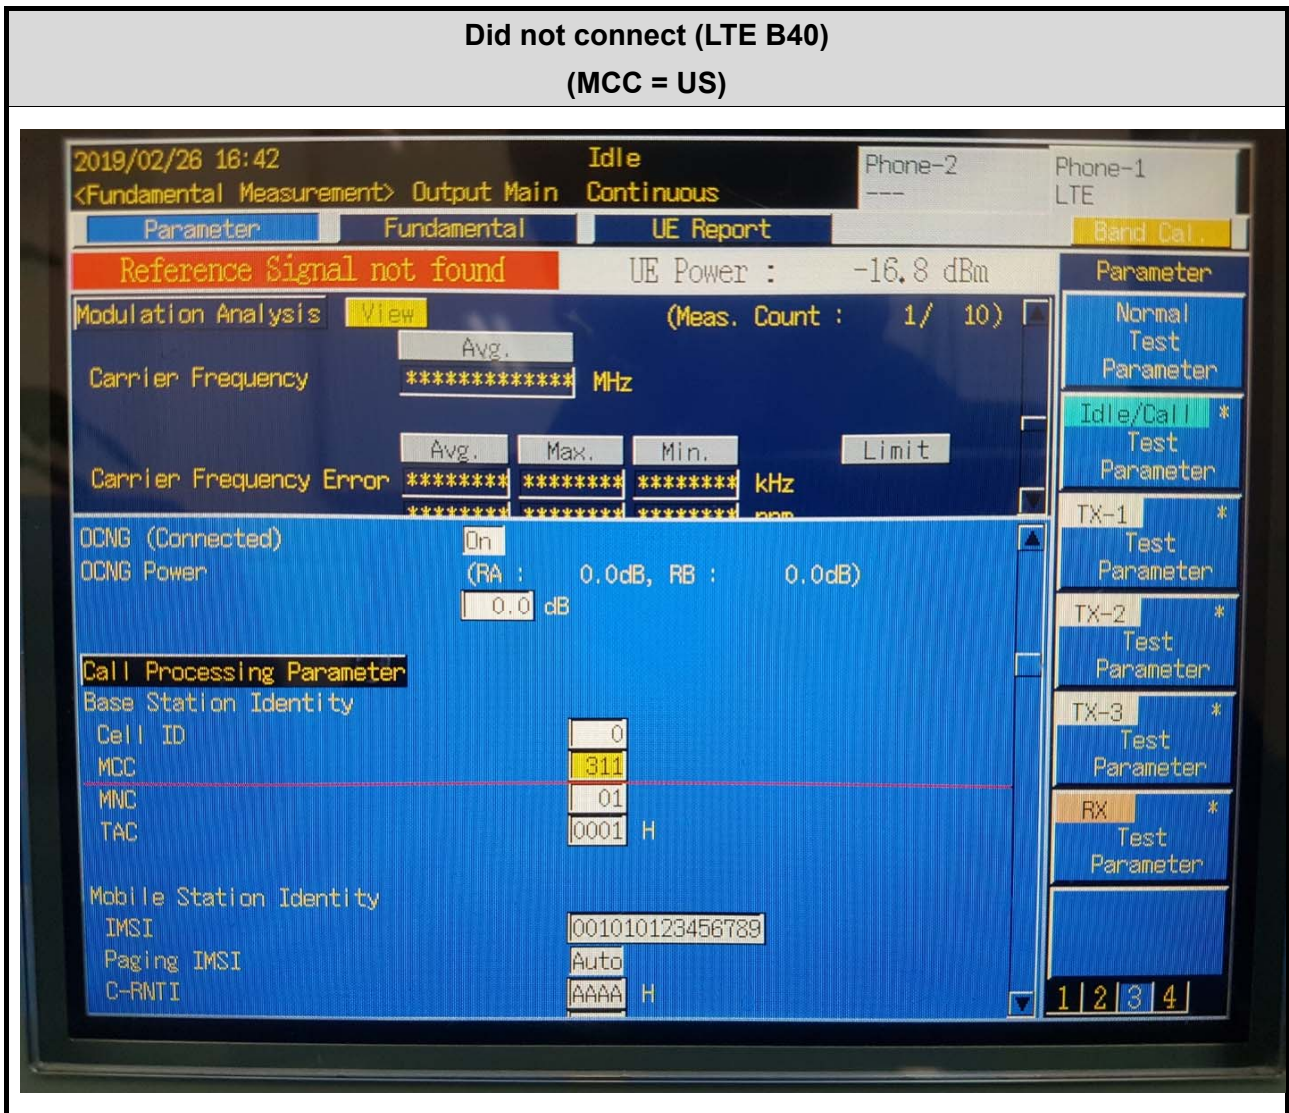 Did not connect (LTE B40)
(MCC = US)
2019/02/26 16:42 Idle Phone-2 Phone-1
<Fundamental Measurement> Output Main Continuous --- LTE
Parameter Fundamental UE Report Band Cal.
Reference Signal not found UE Power : -16.8 dBm Parameter
Modulation Analysis View (Meas. Count : 1/ 10)
Avg.
Carrier Frequency ************* MHz
Avg. Max. Min. Limit
Carrier Frequency Error ******** ******** ******** kHz
******** ******** ******** ppm
OCNG (Connected) On
OCNG Power (RA : 0.0dB, RB : 0.0dB)
0.0 dB
Call Processing Parameter
Base Station Identity
Cell ID 0
MCC 311
MNC 01
TAC 0001 H
Mobile Station Identity
IMSI 001010123456789
Paging IMSI Auto
C-RNTI AAAA H
Normal
Test
Parameter
Idle/Call *
Test
Parameter
TX-1 *
Test
Parameter
TX-2 *
Test
Parameter
TX-3 *
Test
Parameter
RX *
Test
Parameter
1 2 3 4